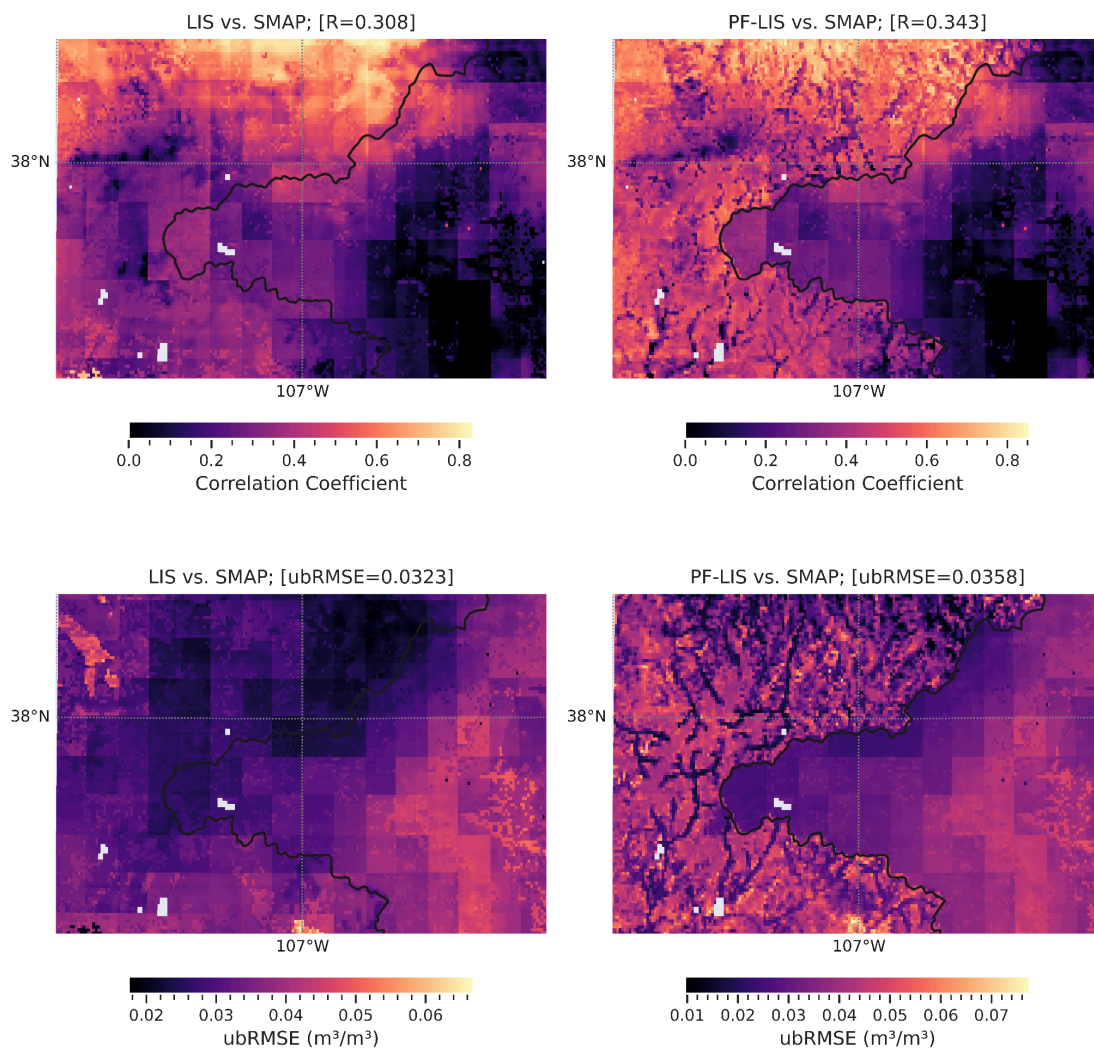 LIS vs. SMAP; [R=0.308]
PF-LIS vs. SMAP; [R=0.343]
38°N
107°W
107°W
0.0 0.2 0.4 0.6 0.8
0.0 0.2 0.4 0.6 0.8
Correlation Coefficient
Correlation Coefficient
LIS vs. SMAP; [ubRMSE=0.0323]
PF-LIS vs. SMAP; [ubRMSE=0.0358]
38°N
107°W
107°W
0.02 0.03 0.04 0.05 0.06
0.01 0.02 0.03 0.04 0.05 0.06 0.07
ubRMSE (m³/m³)
ubRMSE (m³/m³)